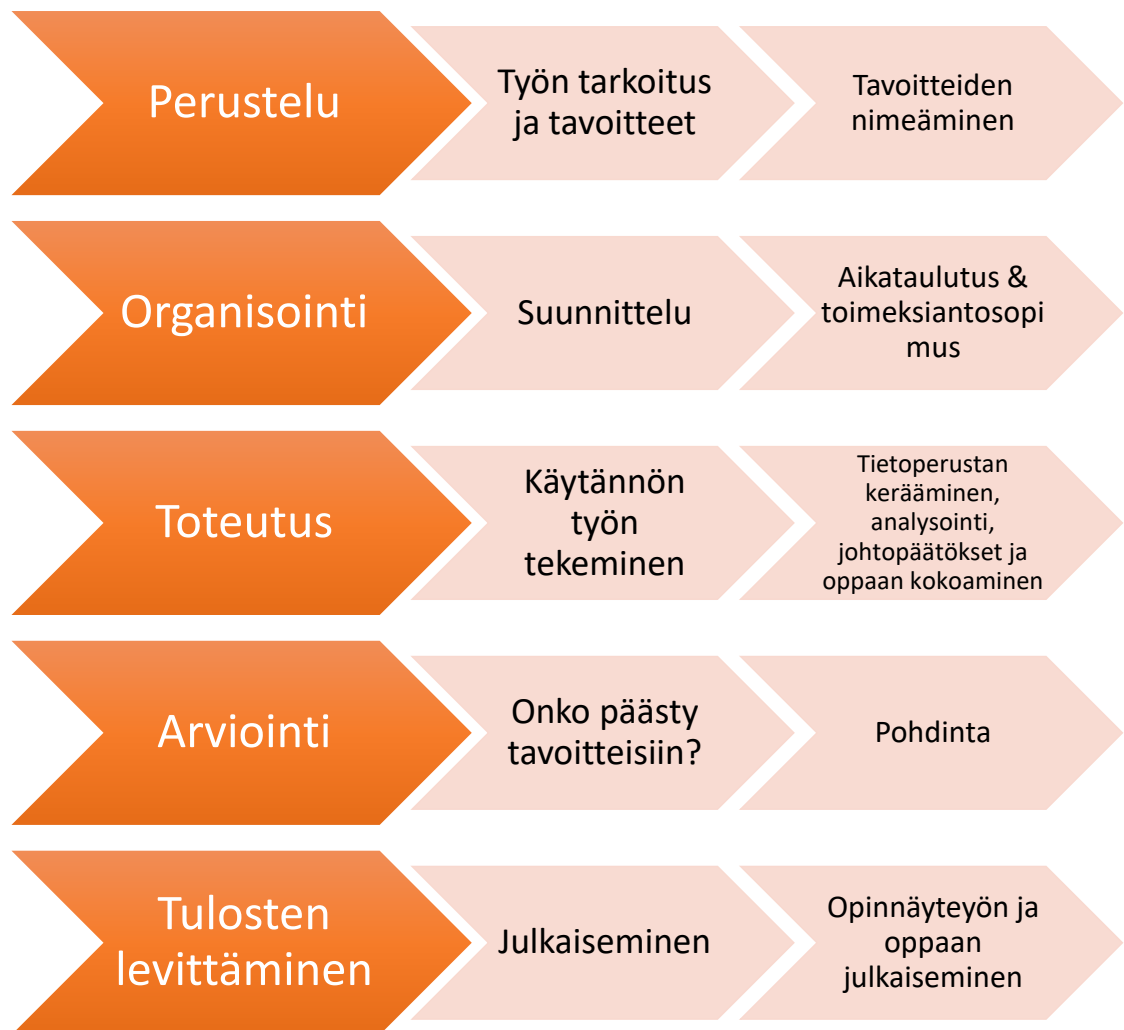 Perustelu
Työn tarkoitus
ja tavoitteet
Tavoitteiden
nimeäminen
Organisointi
Suunnittelu
Aikataulutus &
toimeksiantosopi
mus
Toteutus
Käytännön
työn
tekeminen
Tietoperustan
kerääminen,
analysointi,
johtopäätökset ja
oppaan kokoaminen
Arviointi
Onko päästy
tavoitteisiin?
Pohdinta
Tulosten
levittäminen
Julkaiseminen
Opinnäyteyön ja
oppaan
julkaiseminen